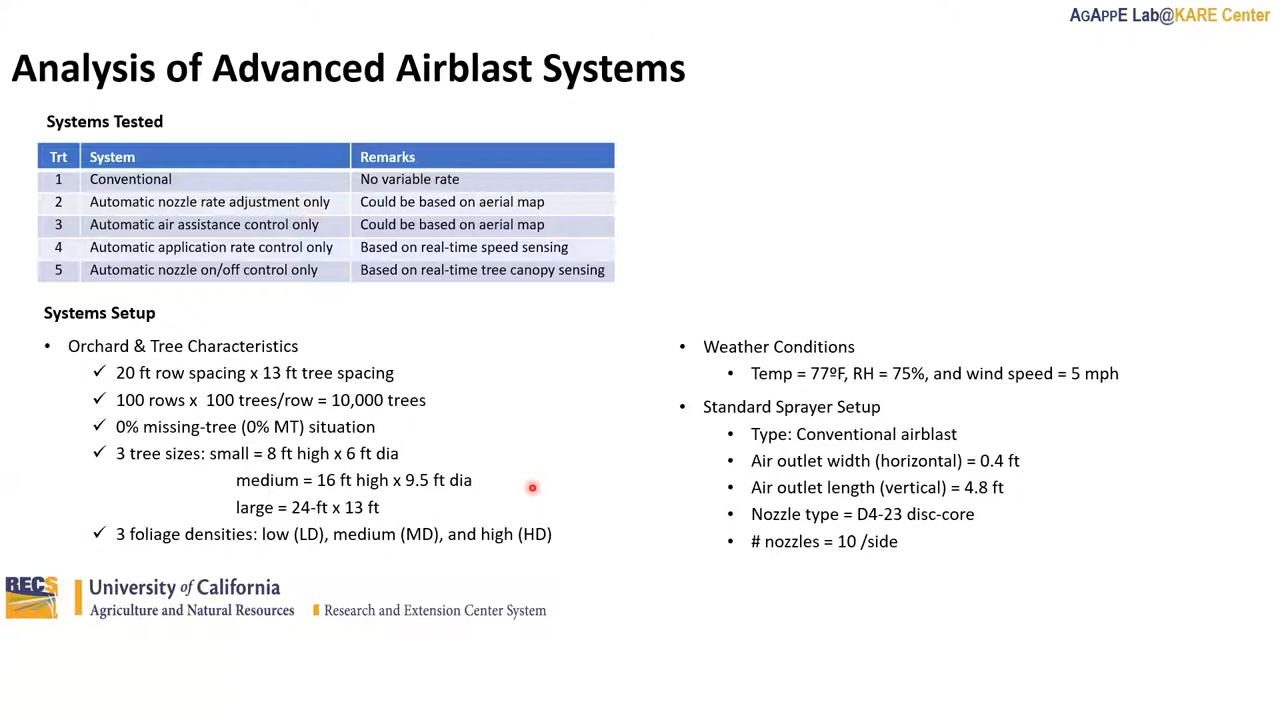 AGAPPE Lab@KARE Center
Analysis of Advanced Airblast Systems
Systems Tested
Trt System Remarks
1 Conventional No variable rate
2 Automatic nozzle rate adjustment only Could be based on aerial map
3 Automatic air assistance control only Could be based on aerial map
4 Automatic application rate control only Based on real-time speed sensing
5 Automatic nozzle on/off control only Based on real-time tree canopy sensing
Systems Setup
• Orchard & Tree Characteristics
✓ 20 ft row spacing x 13 ft tree spacing
✓ 100 rows x 100 trees/row = 10,000 trees
✓ 0% missing-tree (0% MT) situation
✓ 3 tree sizes: small = 8 ft high x 6 ft dia
medium = 16 ft high x 9.5 ft dia
large = 24-ft x 13 ft
✓ 3 foliage densities: low (LD), medium (MD), and high (HD)
• Weather Conditions
• Temp = 77ºF, RH = 75%, and wind speed = 5 mph
• Standard Sprayer Setup
• Type: Conventional airblast
• Air outlet width (horizontal) = 0.4 ft
• Air outlet length (vertical) = 4.8 ft
• Nozzle type = D4-23 disc-core
• # nozzles = 10 /side
RECS
University of California
Agriculture and Natural Resources Research and Extension Center System